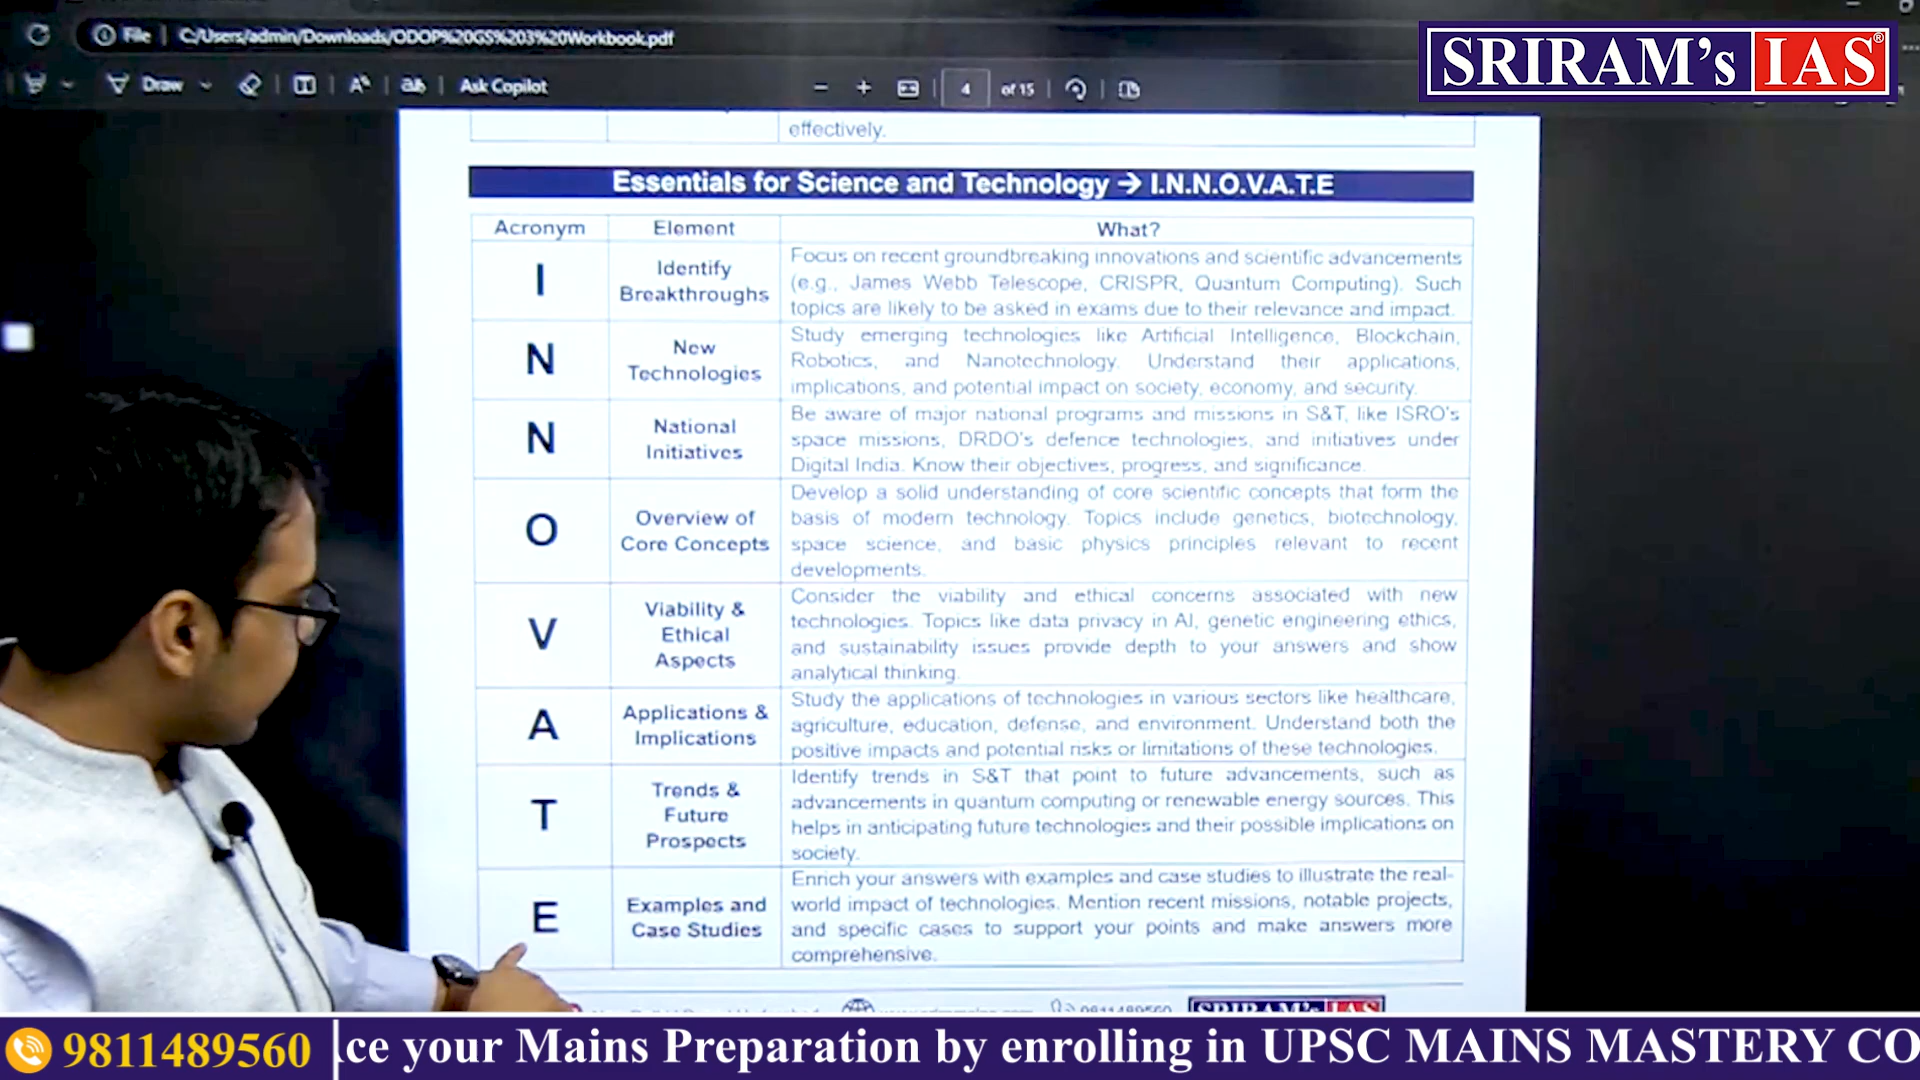 File | C:/Users/admin/Downloads/ODOP%20GS%203%20Workbook.pdf
SRIRAM's IAS®
Draw
Ask Copilot
4 of 15
effectively.
Essentials for Science and Technology → I.N.N.O.V.A.T.E
Acronym Element What?
I
Identify
Breakthroughs
Focus on recent groundbreaking innovations and scientific advancements
(e.g., James Webb Telescope, CRISPR, Quantum Computing). Such
topics are likely to be asked in exams due to their relevance and impact.
N
New
Technologies
Study emerging technologies like Artificial Intelligence, Blockchain,
Robotics, and Nanotechnology. Understand their applications,
implications, and potential impact on society, economy, and security.
N
National
Initiatives
Be aware of major national programs and missions in S&T, like ISRO's
space missions, DRDO's defence technologies, and initiatives under
Digital India. Know their objectives, progress, and significance.
O
Overview of
Core Concepts
Develop a solid understanding of core scientific concepts that form the
basis of modern technology. Topics include genetics, biotechnology,
space science, and basic physics principles relevant to recent
developments.
V
Viability &
Ethical
Aspects
Consider the viability and ethical concerns associated with new
technologies. Topics like data privacy in AI, genetic engineering ethics,
and sustainability issues provide depth to your answers and show
analytical thinking.
A
Applications &
Implications
Study the applications of technologies in various sectors like healthcare,
agriculture, education, defense, and environment. Understand both the
positive impacts and potential risks or limitations of these technologies.
T
Trends &
Future
Prospects
Identify trends in S&T that point to future advancements, such as
advancements in quantum computing or renewable energy sources. This
helps in anticipating future technologies and their possible implications on
society.
E
Examples and
Case Studies
Enrich your answers with examples and case studies to illustrate the real-
world impact of technologies. Mention recent missions, notable projects,
and specific cases to support your points and make answers more
comprehensive.
9811489560
SRIRAM's IAS
9811489560
ce your Mains Preparation by enrolling in UPSC MAINS MASTERY CO